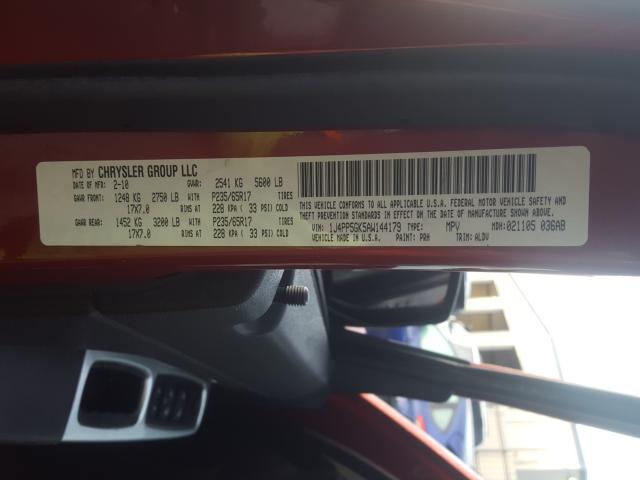 MFD BY CHRYSLER GROUP LLC
DATE OF MFR 2-10 GVWR: 2541 KG 5600 LB
GAWR FRONT: 1248 KG 2750 LB P235/65R17 TIRES
17X7.0 RIMS AT 228 KPA ( 33 PSI) COLD
GAWR REAR: 1452 KG 3200 LB P235/65R17 TIRES
17X7.0 RIMS AT 228 KPA ( 33 PSI) COLD
THIS VEHICLE CONFORMS TO ALL APPLICABLE U.S.A. FEDERAL MOTOR VEHICLE SAFETY AND
THEFT PREVENTION STANDARDS IN EFFECT ON THE DATE OF MANUFACTURE SHOWN ABOVE.
VIN: 1J4PP5GK5AW144179 TYPE: MPV MDH:021105 036AB
VEHICLE MADE IN U.S.A. PAINT: PRH TRIM: ALDV